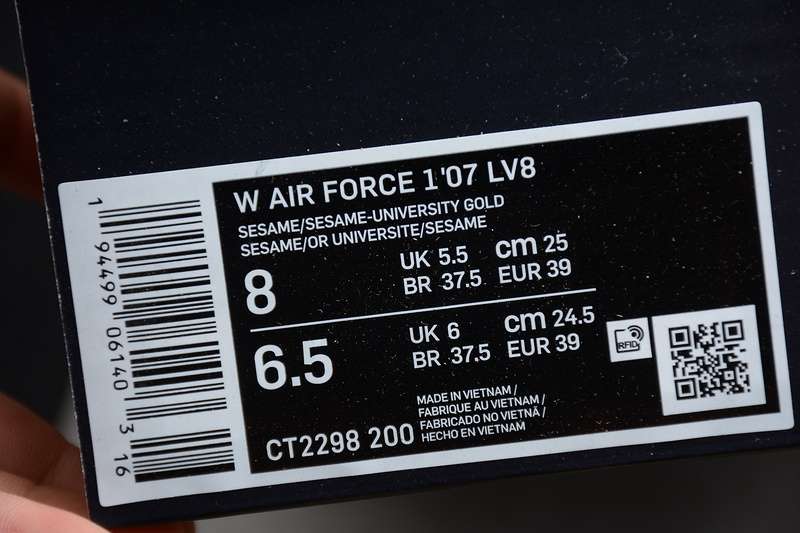 W AIR FORCE 1'07 LV8
SESAME/SESAME-UNIVERSITY GOLD
SESAME/OR UNIVERSITE/SESAME
8
UK 5.5 cm 25
BR 37.5 EUR 39
6.5
UK 6 cm 24.5
BR 37.5 EUR 39
RFID
CT2298 200
MADE IN VIETNAM /
FABRIQUE AU VIETNAM /
FABRICADO NO VIETNÃ /
HECHO EN VIETNAM
1 94499 06140 3 16